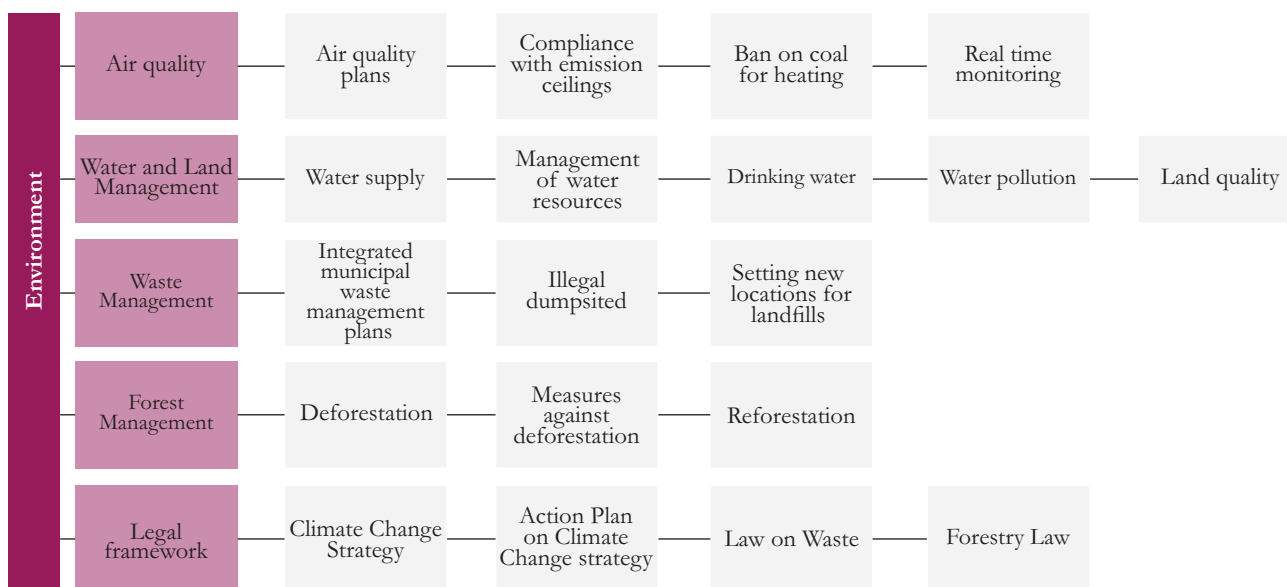 Environment
Air quality
Air quality
plans
Compliance
with emission
ceilings
Ban on coal
for heating
Real time
monitoring
Water and Land
Management
Water supply
Management
of water
resources
Drinking water
Water pollution
Land quality
Waste
Management
Integrated
municipal
waste
management
plans
Illegal
dumpsited
Setting new
locations for
landfills
Forest
Management
Deforestation
Measures
against
deforestation
Reforestation
Legal
framework
Climate Change
Strategy
Action Plan
on Climate
Change strategy
Law on Waste
Forestry Law